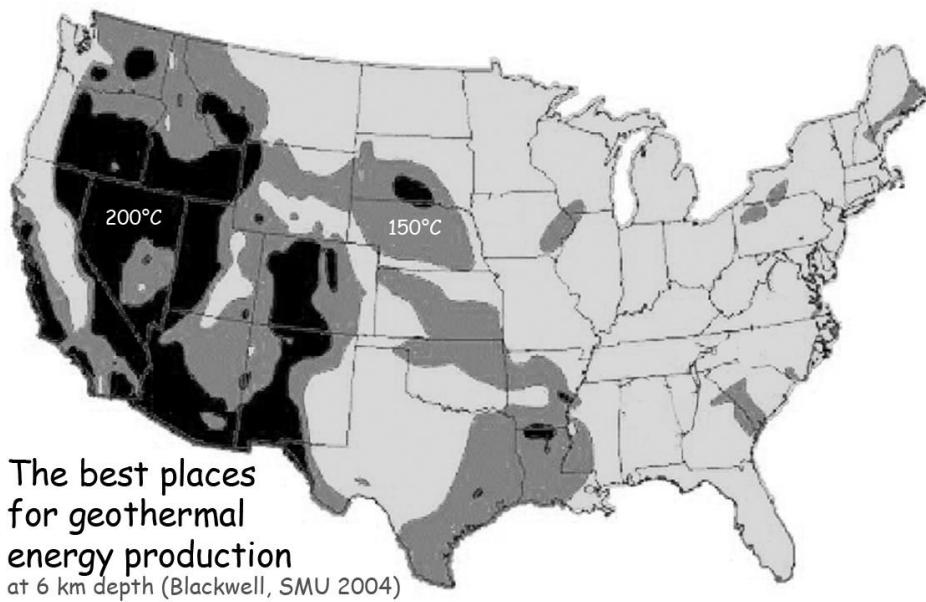 200°C
150°C
The best places
for geothermal
energy production
at 6 km depth (Blackwell, SMU 2004)